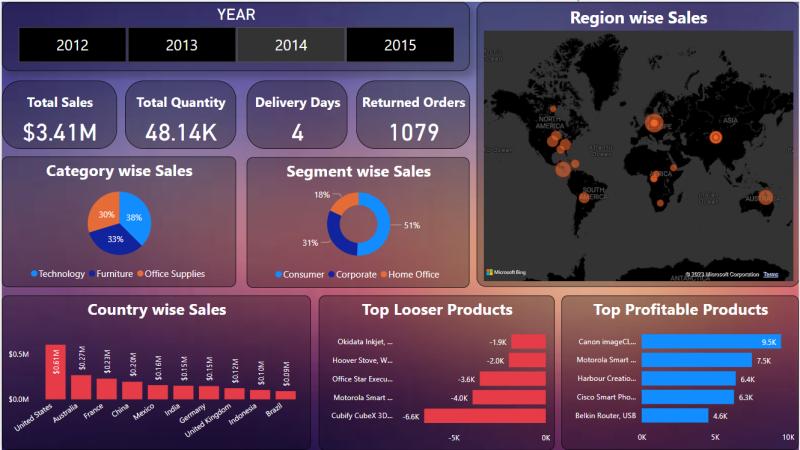 YEAR
2012 2013 2014 2015
Total Sales
$3.41M
Total Quantity
48.14K
Delivery Days
4
Returned Orders
1079
Category wise Sales
30% 38%
33%
Technology Furniture Office Supplies
Segment wise Sales
18%
51%
31%
Consumer Corporate Home Office
Region wise Sales
NORTH
AMERICA
ASIA
Atlantic
Ocean
AFRICA
SOUTH
AMERICA
ANTARCTICA
Microsoft Bing
© 2023 Microsoft Corporation Terms
Country wise Sales
$0.5M
$0.0M
$0.61M
$0.27M
$0.23M
$0.20M
$0.16M
$0.15M
$0.15M
$0.12M
$0.10M
$0.09M
United States
Australia
France
China
Mexico
India
Germany
United Kingdom
Indonesia
Brazil
Top Looser Products
Okidata Inkjet, ... -1.9K
Hoover Stove, W... -2.0K
Office Star Execu... -3.6K
Motorola Smart ... -4.0K
Cubify CubeX 3D... -6.6K
-5K 0K
Top Profitable Products
Canon imageCL... 9.5K
Motorola Smart ... 7.5K
Harbour Creatio... 6.4K
Cisco Smart Pho... 6.3K
Belkin Router, USB 4.6K
0K 5K 10K